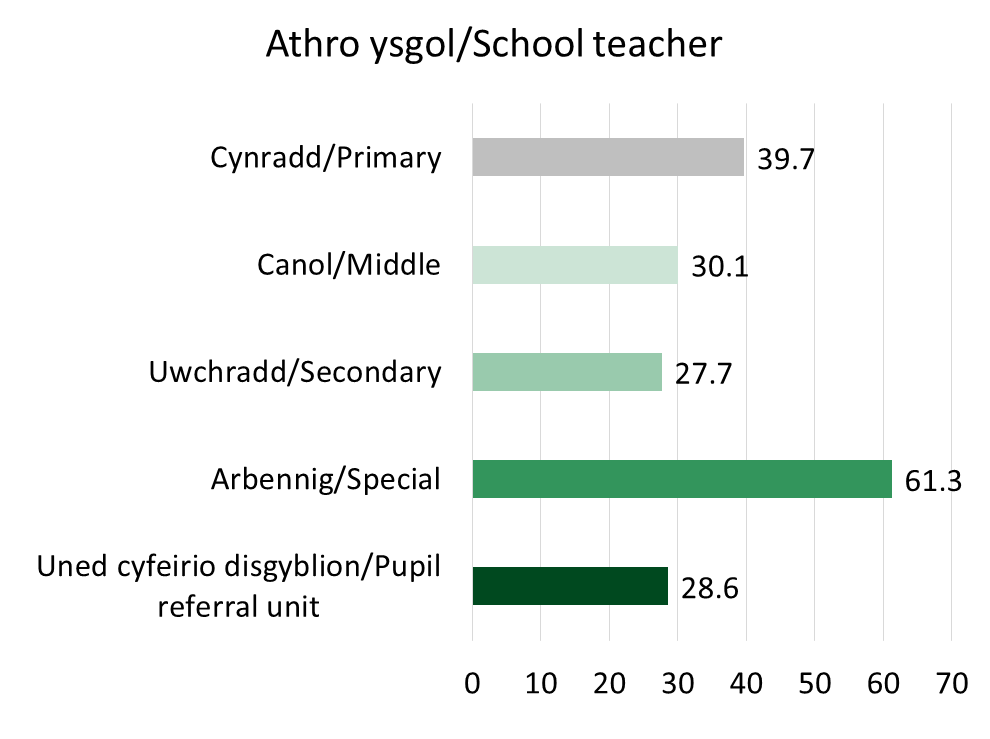 Athro ysgol/School teacher
Cynradd/Primary
39.7
Canol/Middle
30.1
Uwchradd/Secondary
27.7
Arbennig/Special
61.3
Uned cyfeirio disgyblion/Pupil
referral unit
28.6
0 10 20 30 40 50 60 70